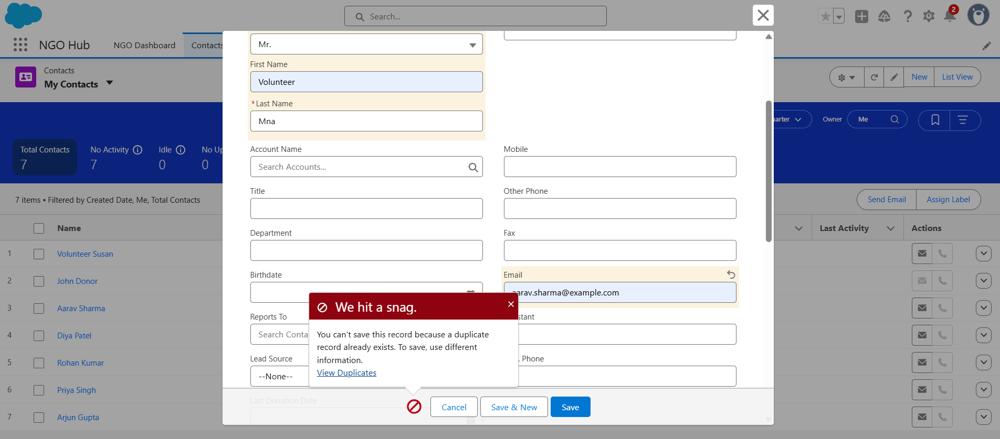 Search...
2
NGO Hub
NGO Dashboard
Contacts
Contacts
My Contacts
New
List View
Owner
Me
Total Contacts
7
No Activity
7
Idle
0
No
0
7 items • Filtered by Created Date, Me, Total Contacts
Send Email
Assign Label
Name
Last Activity
Actions
1
Volunteer Susan
2
John Donor
3
Aarav Sharma
4
Diya Patel
5
Rohan Kumar
6
Priya Singh
7
Arjun Gupta
Mr.
First Name
Volunteer
*Last Name
Mna
Account Name
Search Accounts...
Mobile
Title
Other Phone
Department
Fax
Birthdate
Email
aarav.sharma@example.com
Reports To
Search
Lead Source
--None--
Phone
Last Donation Date
We hit a snag.
You can't save this record because a duplicate
record already exists. To save, use different
information.
View Duplicates
Cancel
Save & New
Save